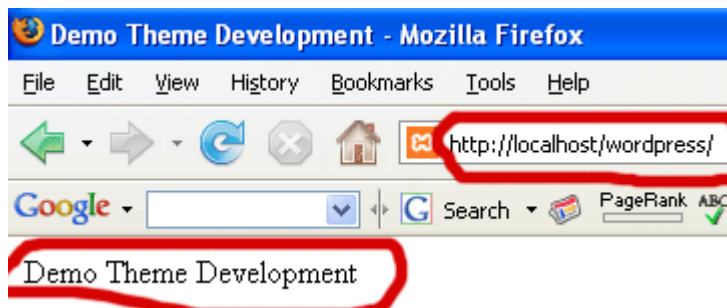 Demo Theme Development - Mozilla Firefox
File Edit View History Bookmarks Tools Help
http://localhost/wordpress/
Google G Search PageRank ABC
Demo Theme Development